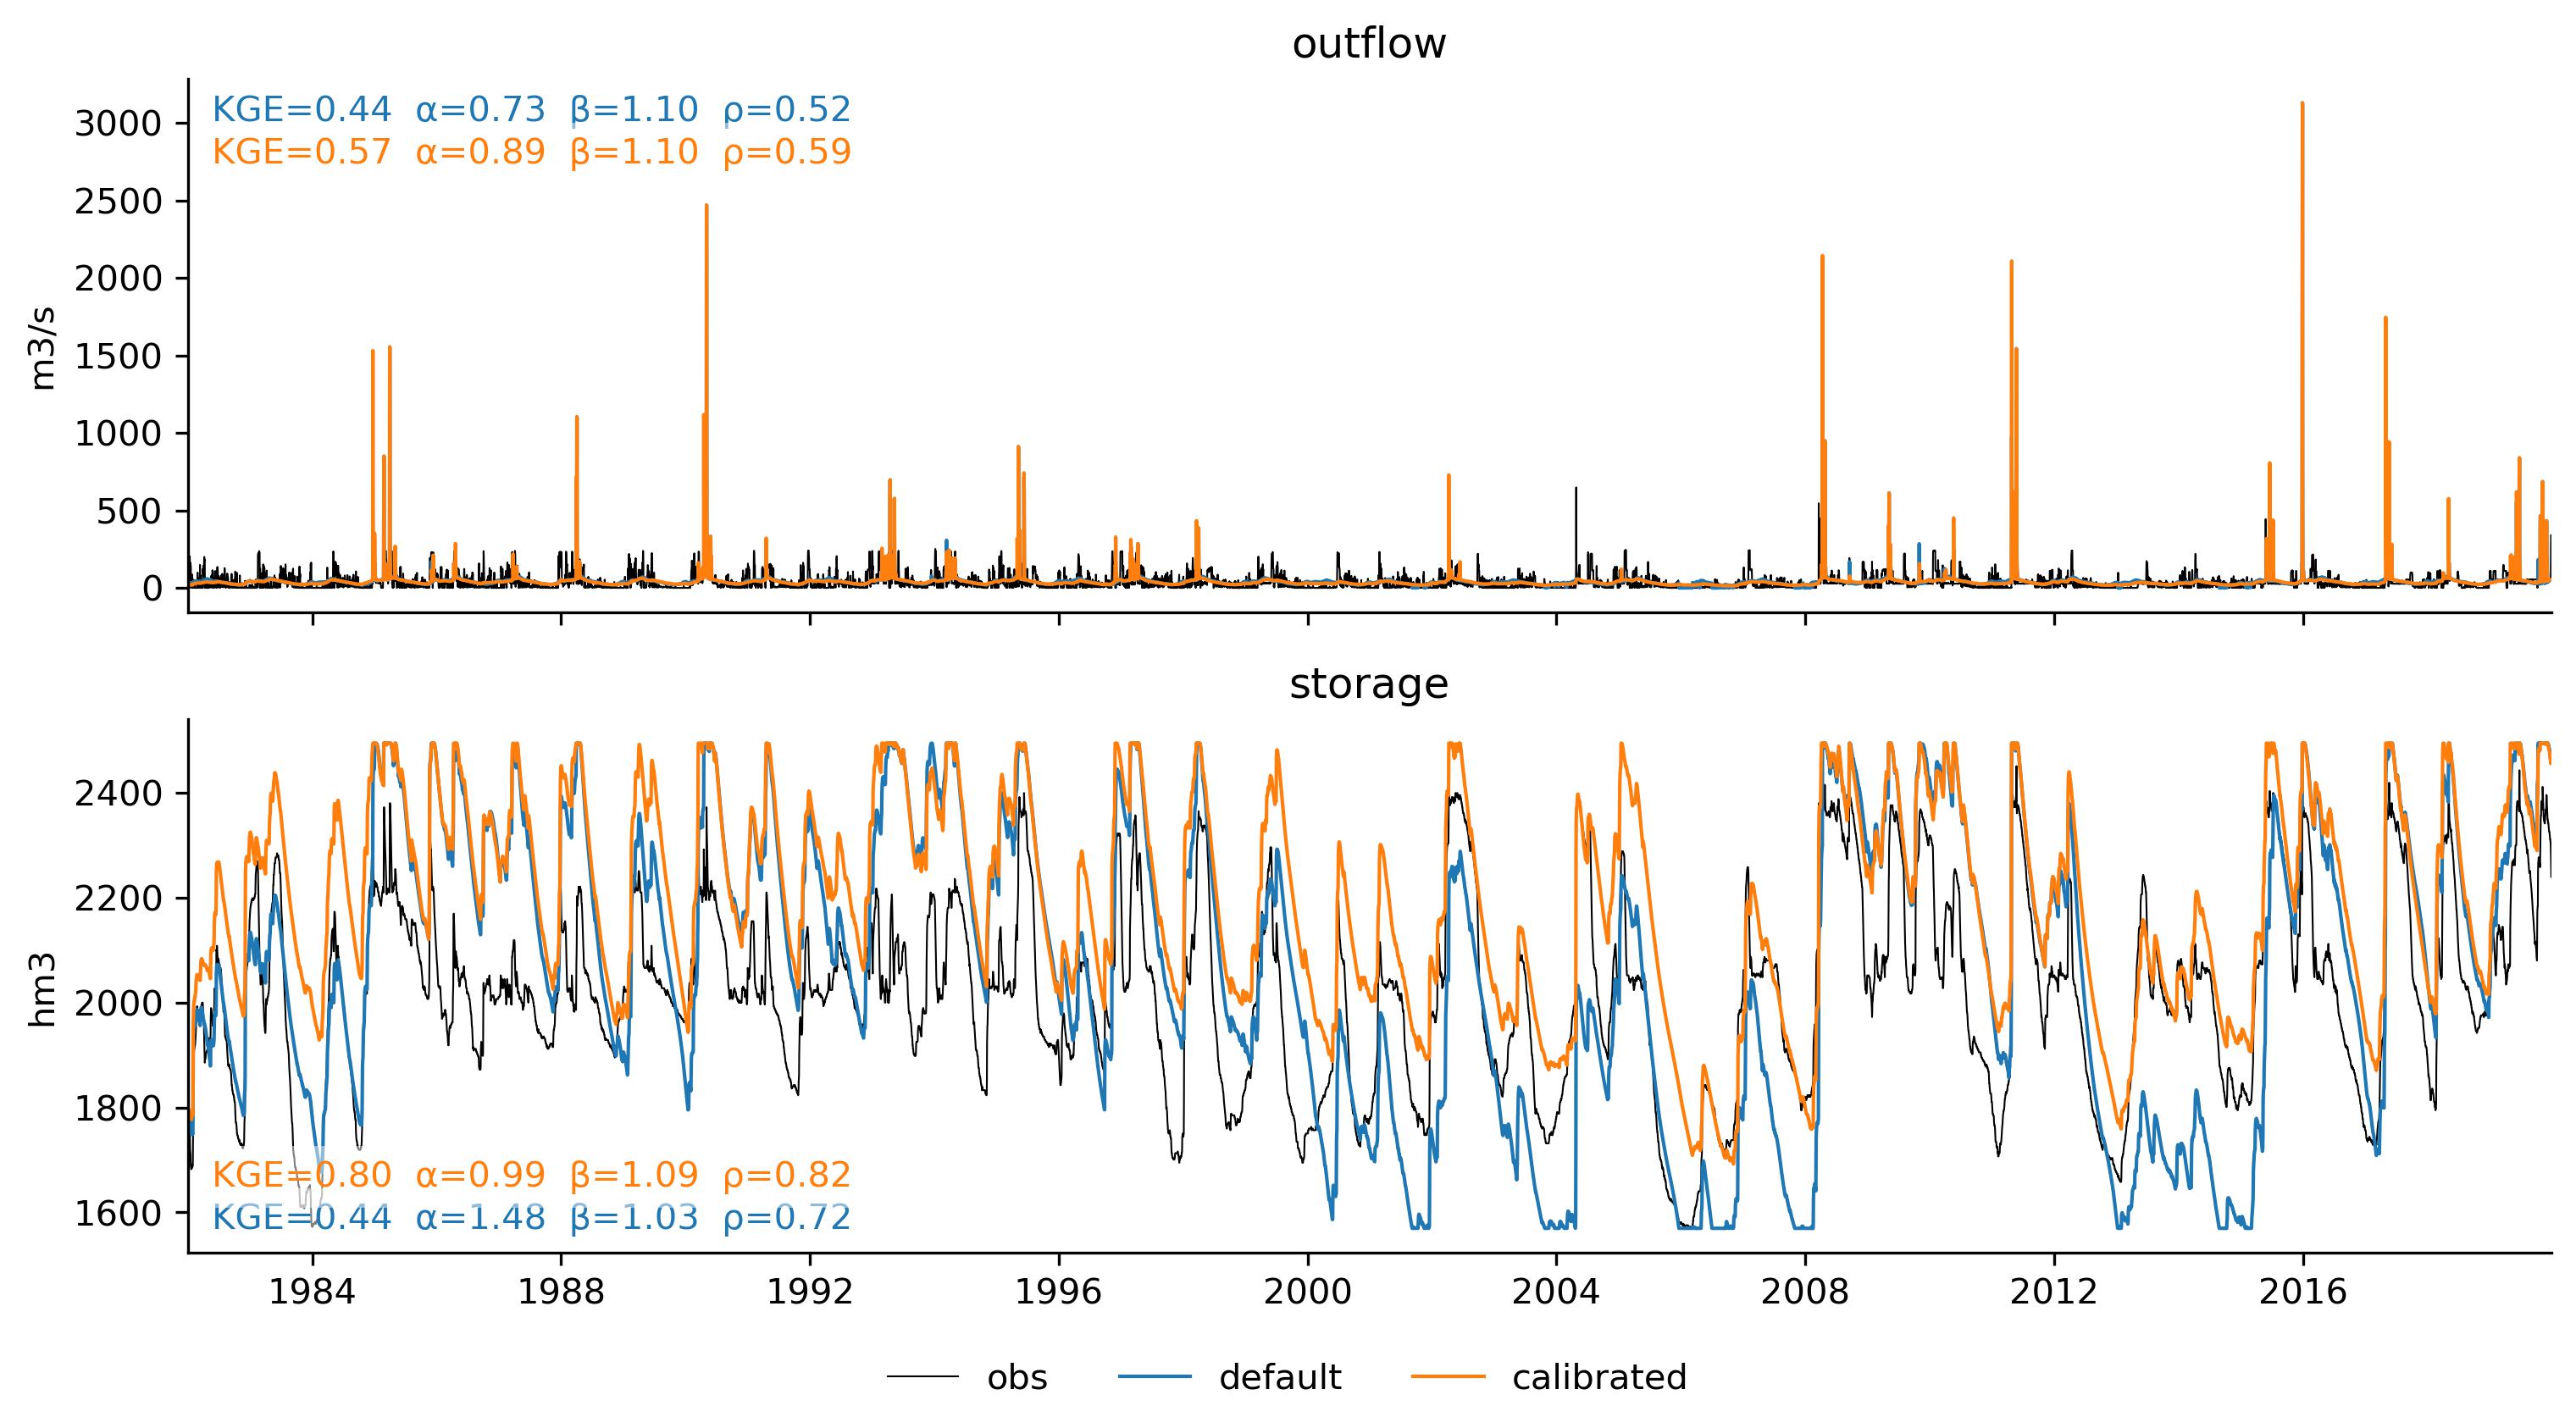 outflow
KGE=0.44 α=0.73 β=1.10 ρ=0.52
KGE=0.57 α=0.89 β=1.10 ρ=0.59
3000
2500
2000
1500
1000
500
0
m3/s
storage
2400
2200
2000
1800
1600
hm3
KGE=0.80 α=0.99 β=1.09 ρ=0.82
KGE=0.44 α=1.48 β=1.03 ρ=0.72
1984 1988 1992 1996 2000 2004 2008 2012 2016
obs default calibrated